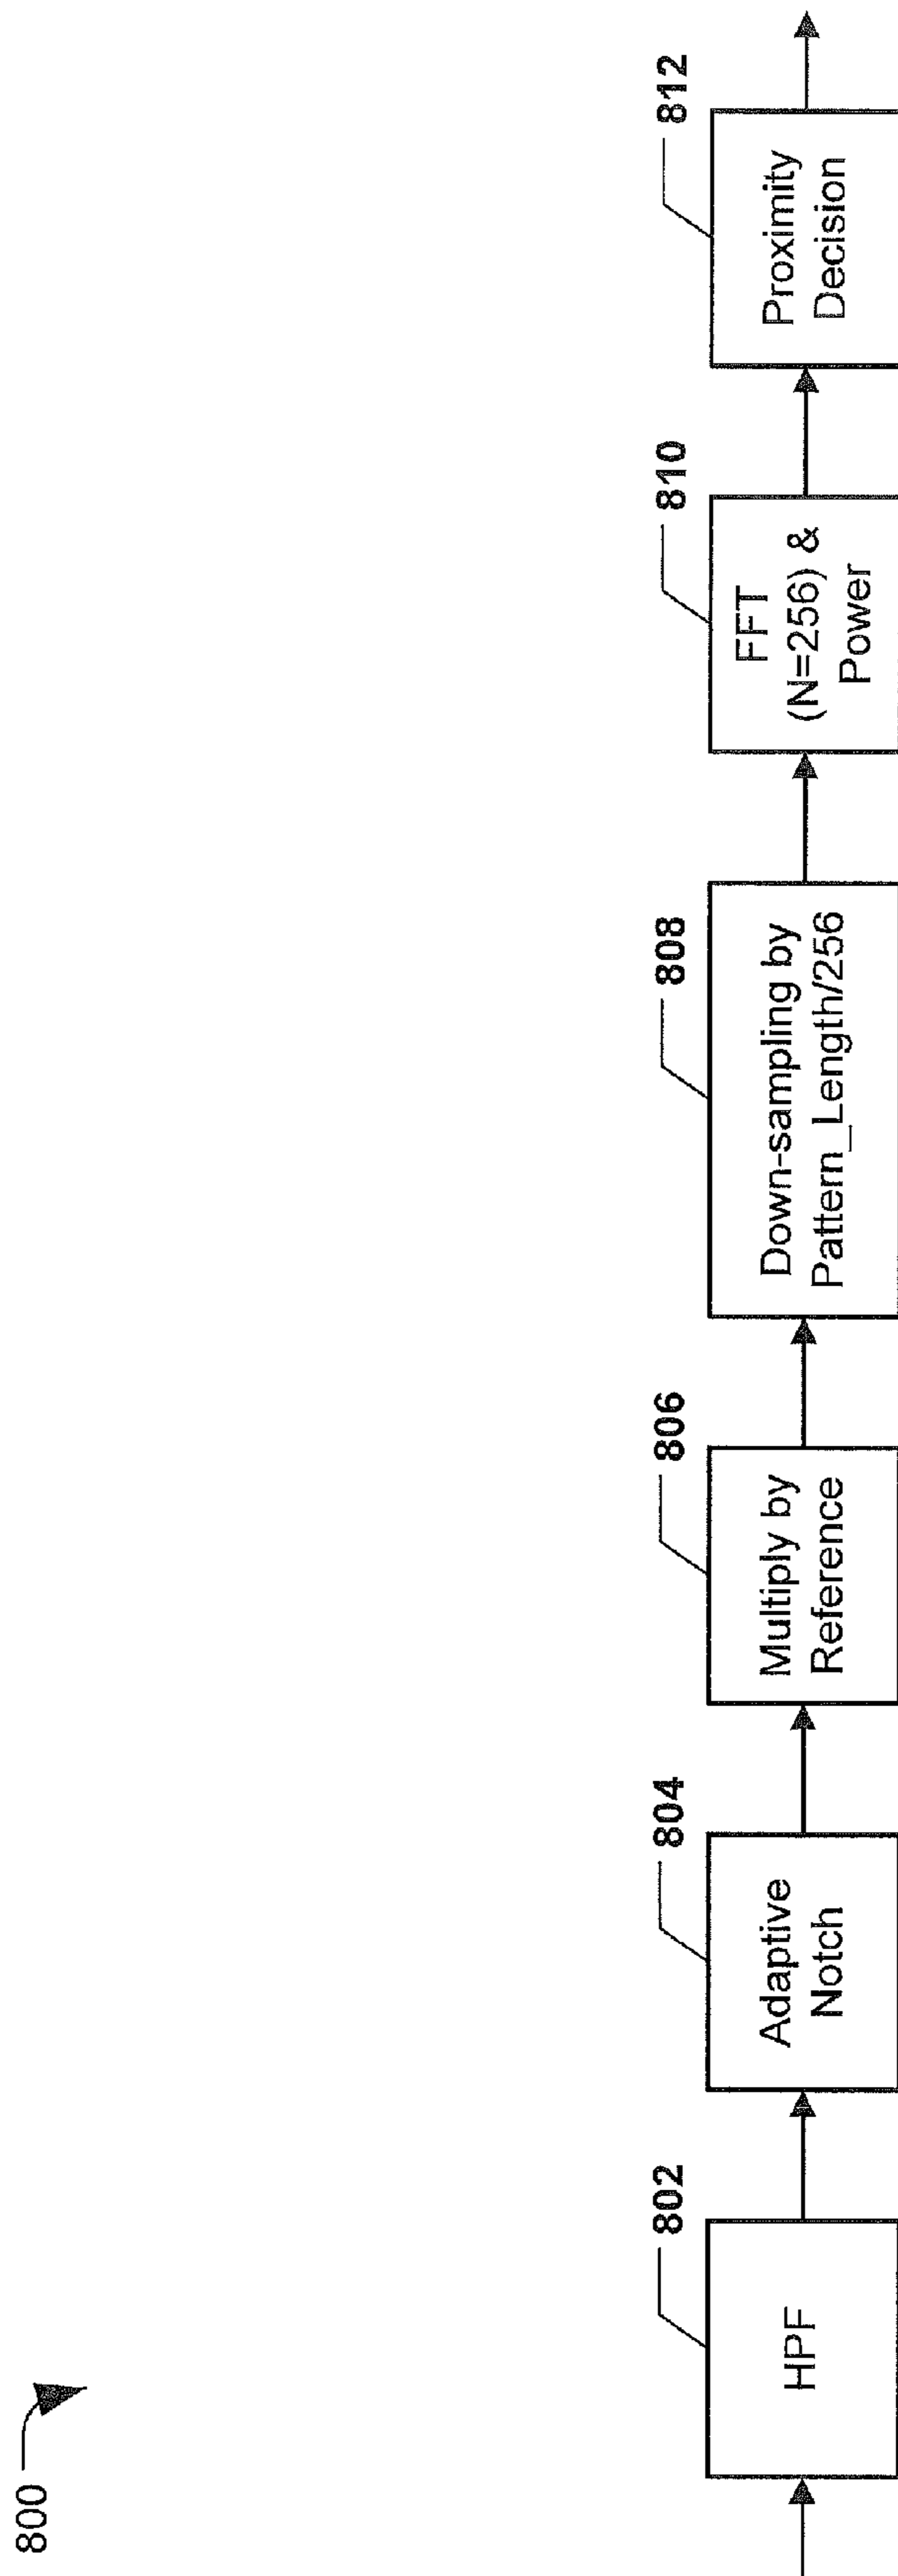 800
802
HPF
804
Adaptive
Notch
806
Multiply by
Reference
808
Down-sampling by
Pattern_Length/256
810
FFT
(N=256) &
Power
812
Proximity
Decision